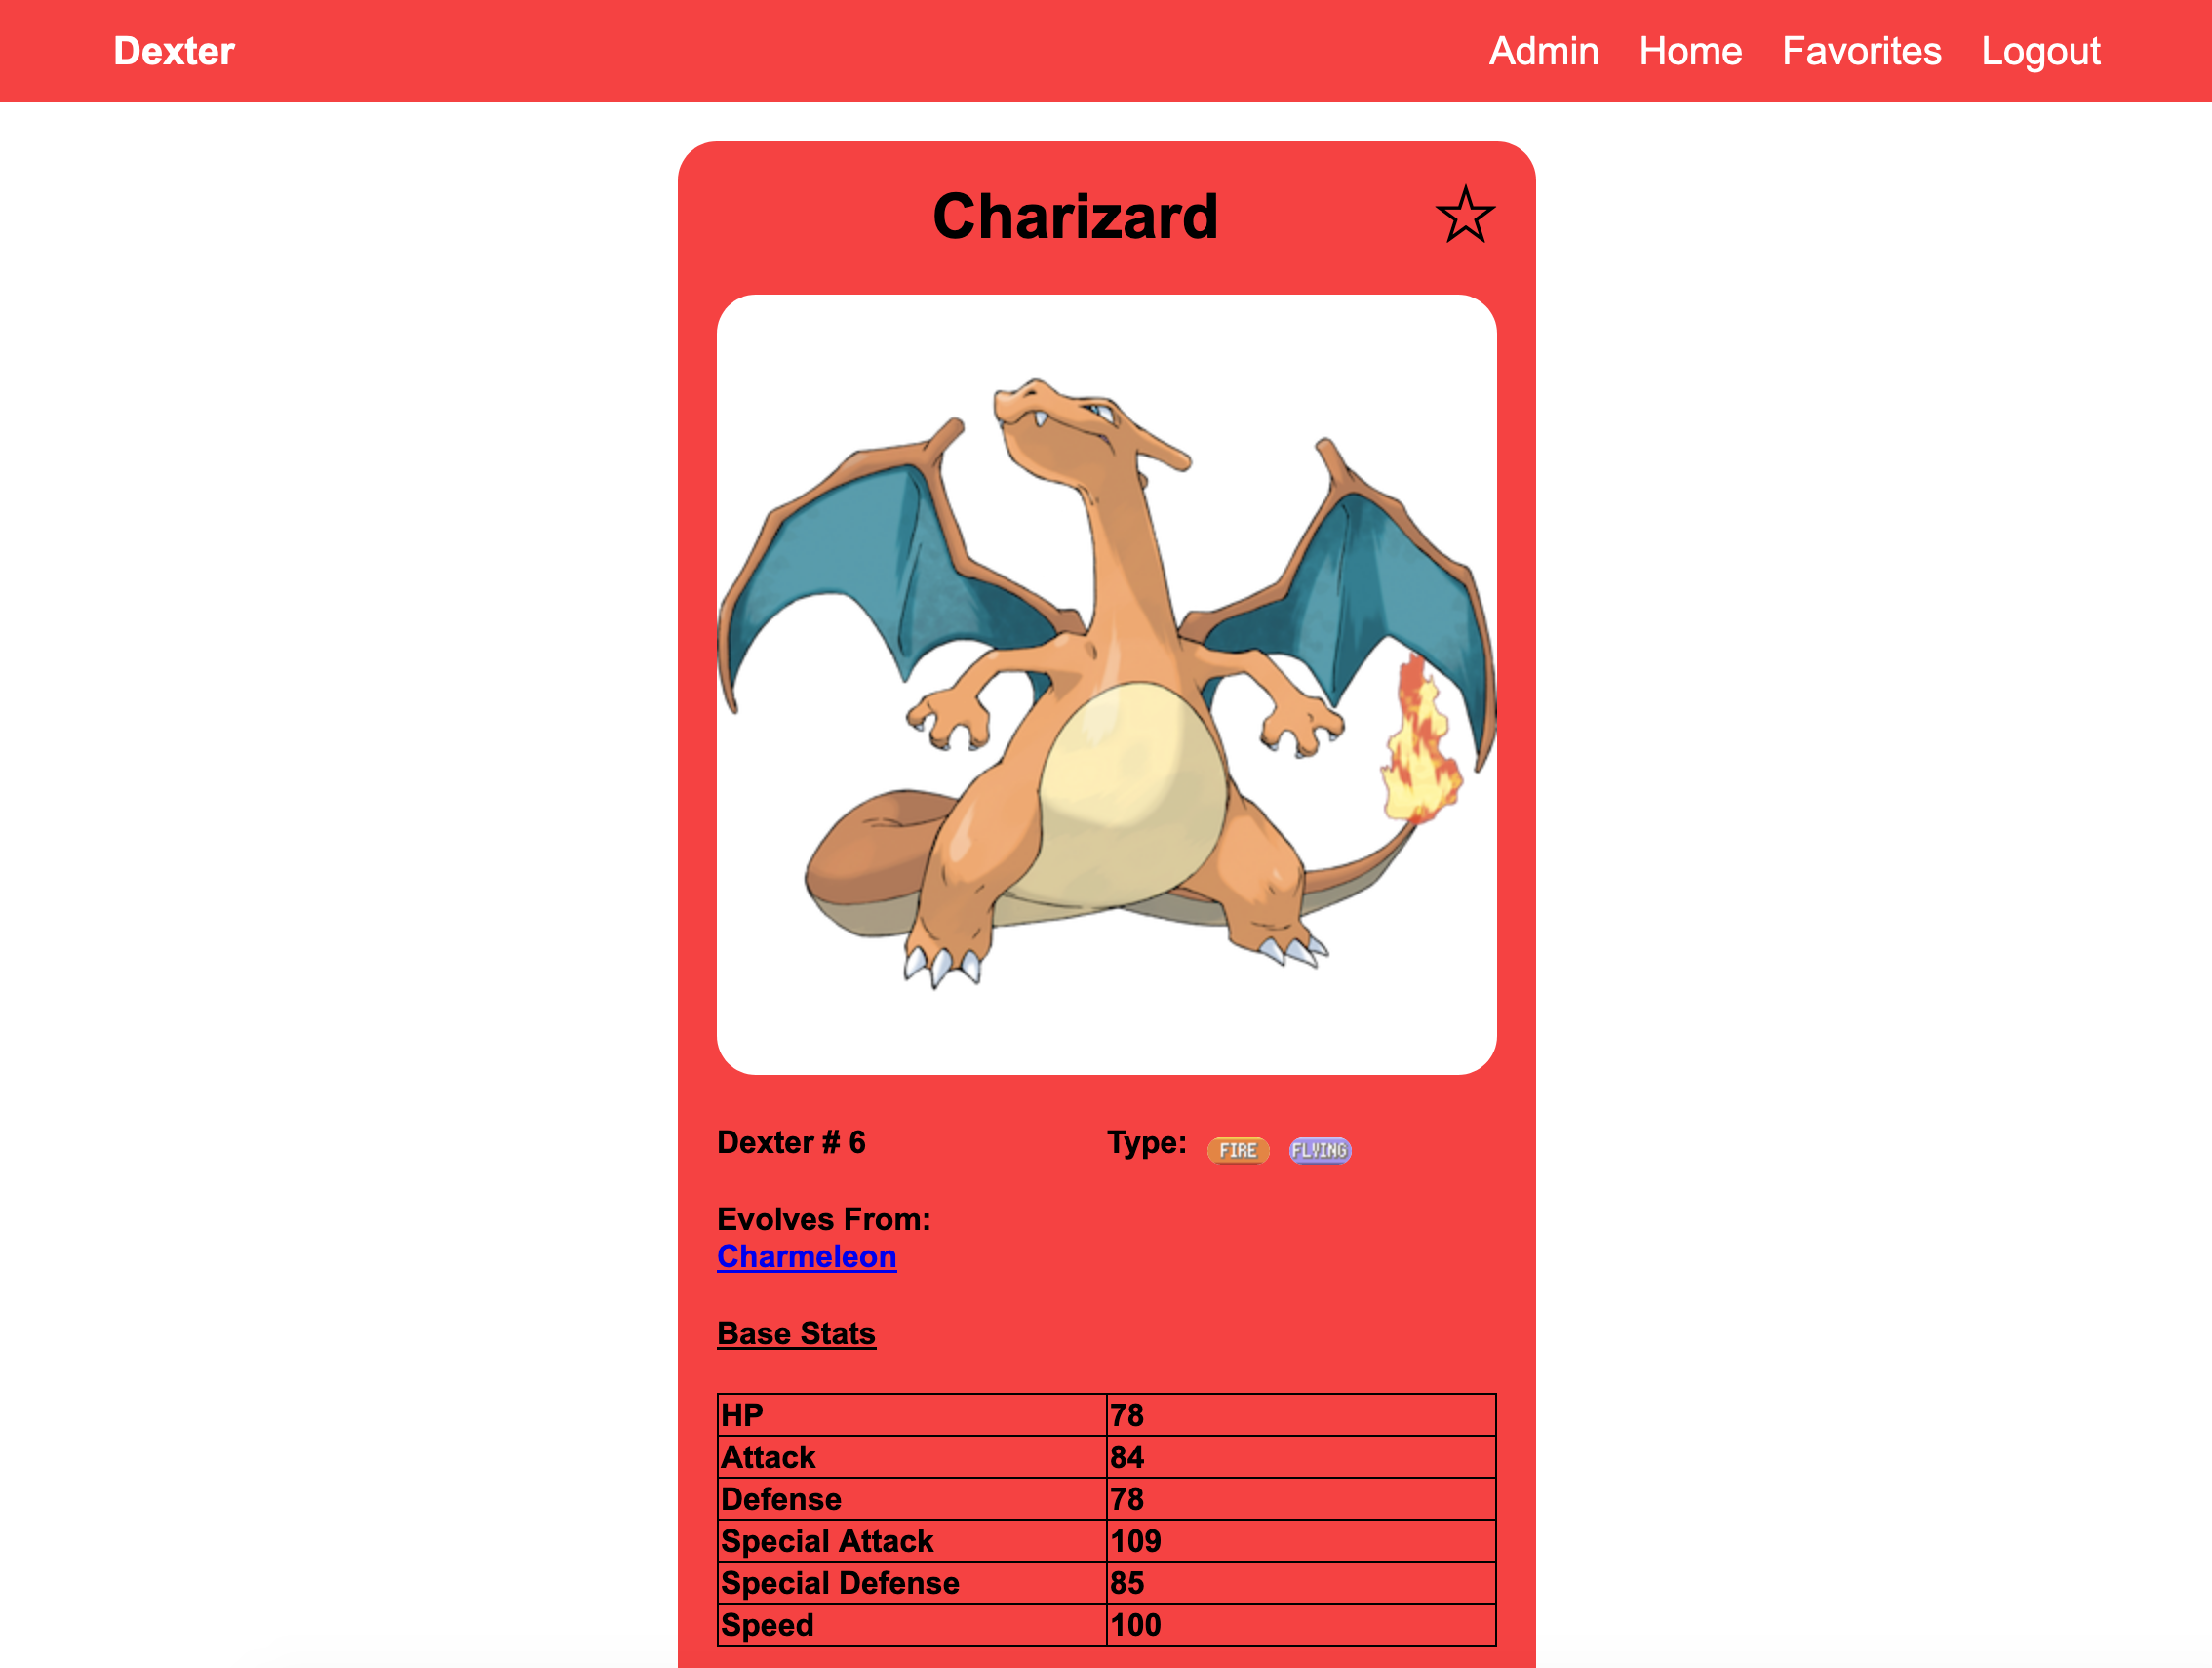 Dexter Admin Home Favorites Logout
Charizard ☆
Dexter # 6 Type: FIRE FLYING
Evolves From:
Charmeleon
Base Stats
HP 78
Attack 84
Defense 78
Special Attack 109
Special Defense 85
Speed 100